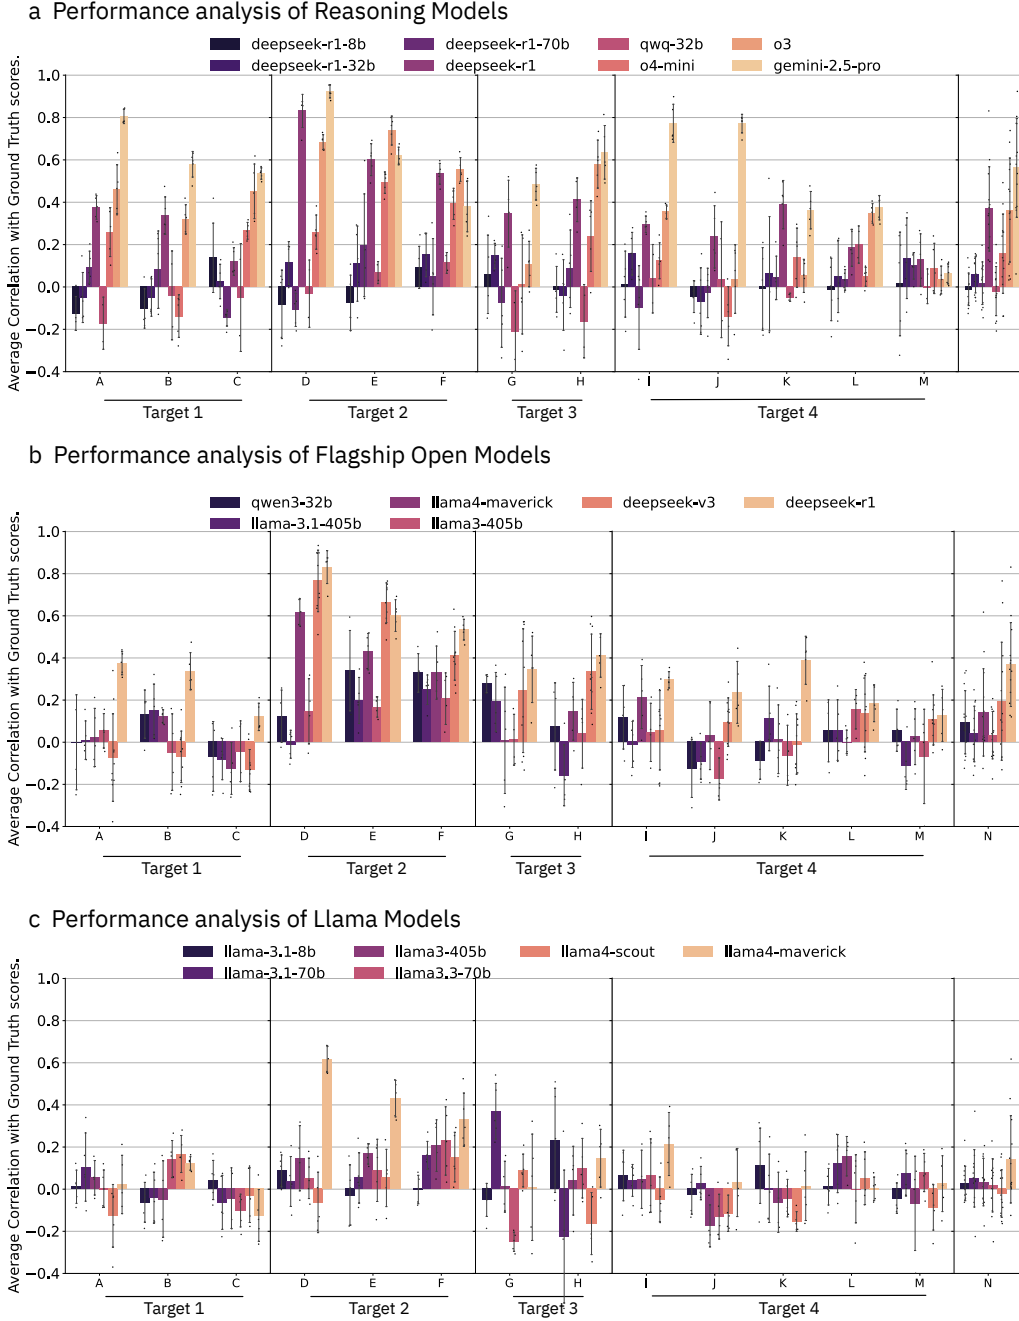 a Performance analysis of Reasoning Models
deepseek-r1-8b deepseek-r1-70b qwq-32b o3
deepseek-r1-32b deepseek-r1 o4-mini gemini-2.5-pro
Average Correlation with Ground Truth scores.
1.0
0.8
0.6
0.4
0.2
0.0
−0.2
−0.4
A B C D E F G H I J K L M
Target 1 Target 2 Target 3 Target 4
b Performance analysis of Flagship Open Models
qwen3-32b llama4-maverick deepseek-v3 deepseek-r1
llama-3.1-405b llama3-405b
Average Correlation with Ground Truth scores.
1.0
0.8
0.6
0.4
0.2
0.0
−0.2
−0.4
A B C D E F G H I J K L M N
Target 1 Target 2 Target 3 Target 4
c Performance analysis of Llama Models
llama-3.1-8b llama3-405b llama4-scout llama4-maverick
llama-3.1-70b llama3.3-70b
Average Correlation with Ground Truth scores.
1.0
0.8
0.6
0.4
0.2
0.0
−0.2
−0.4
A B C D E F G H I J K L M N
Target 1 Target 2 Target 3 Target 4